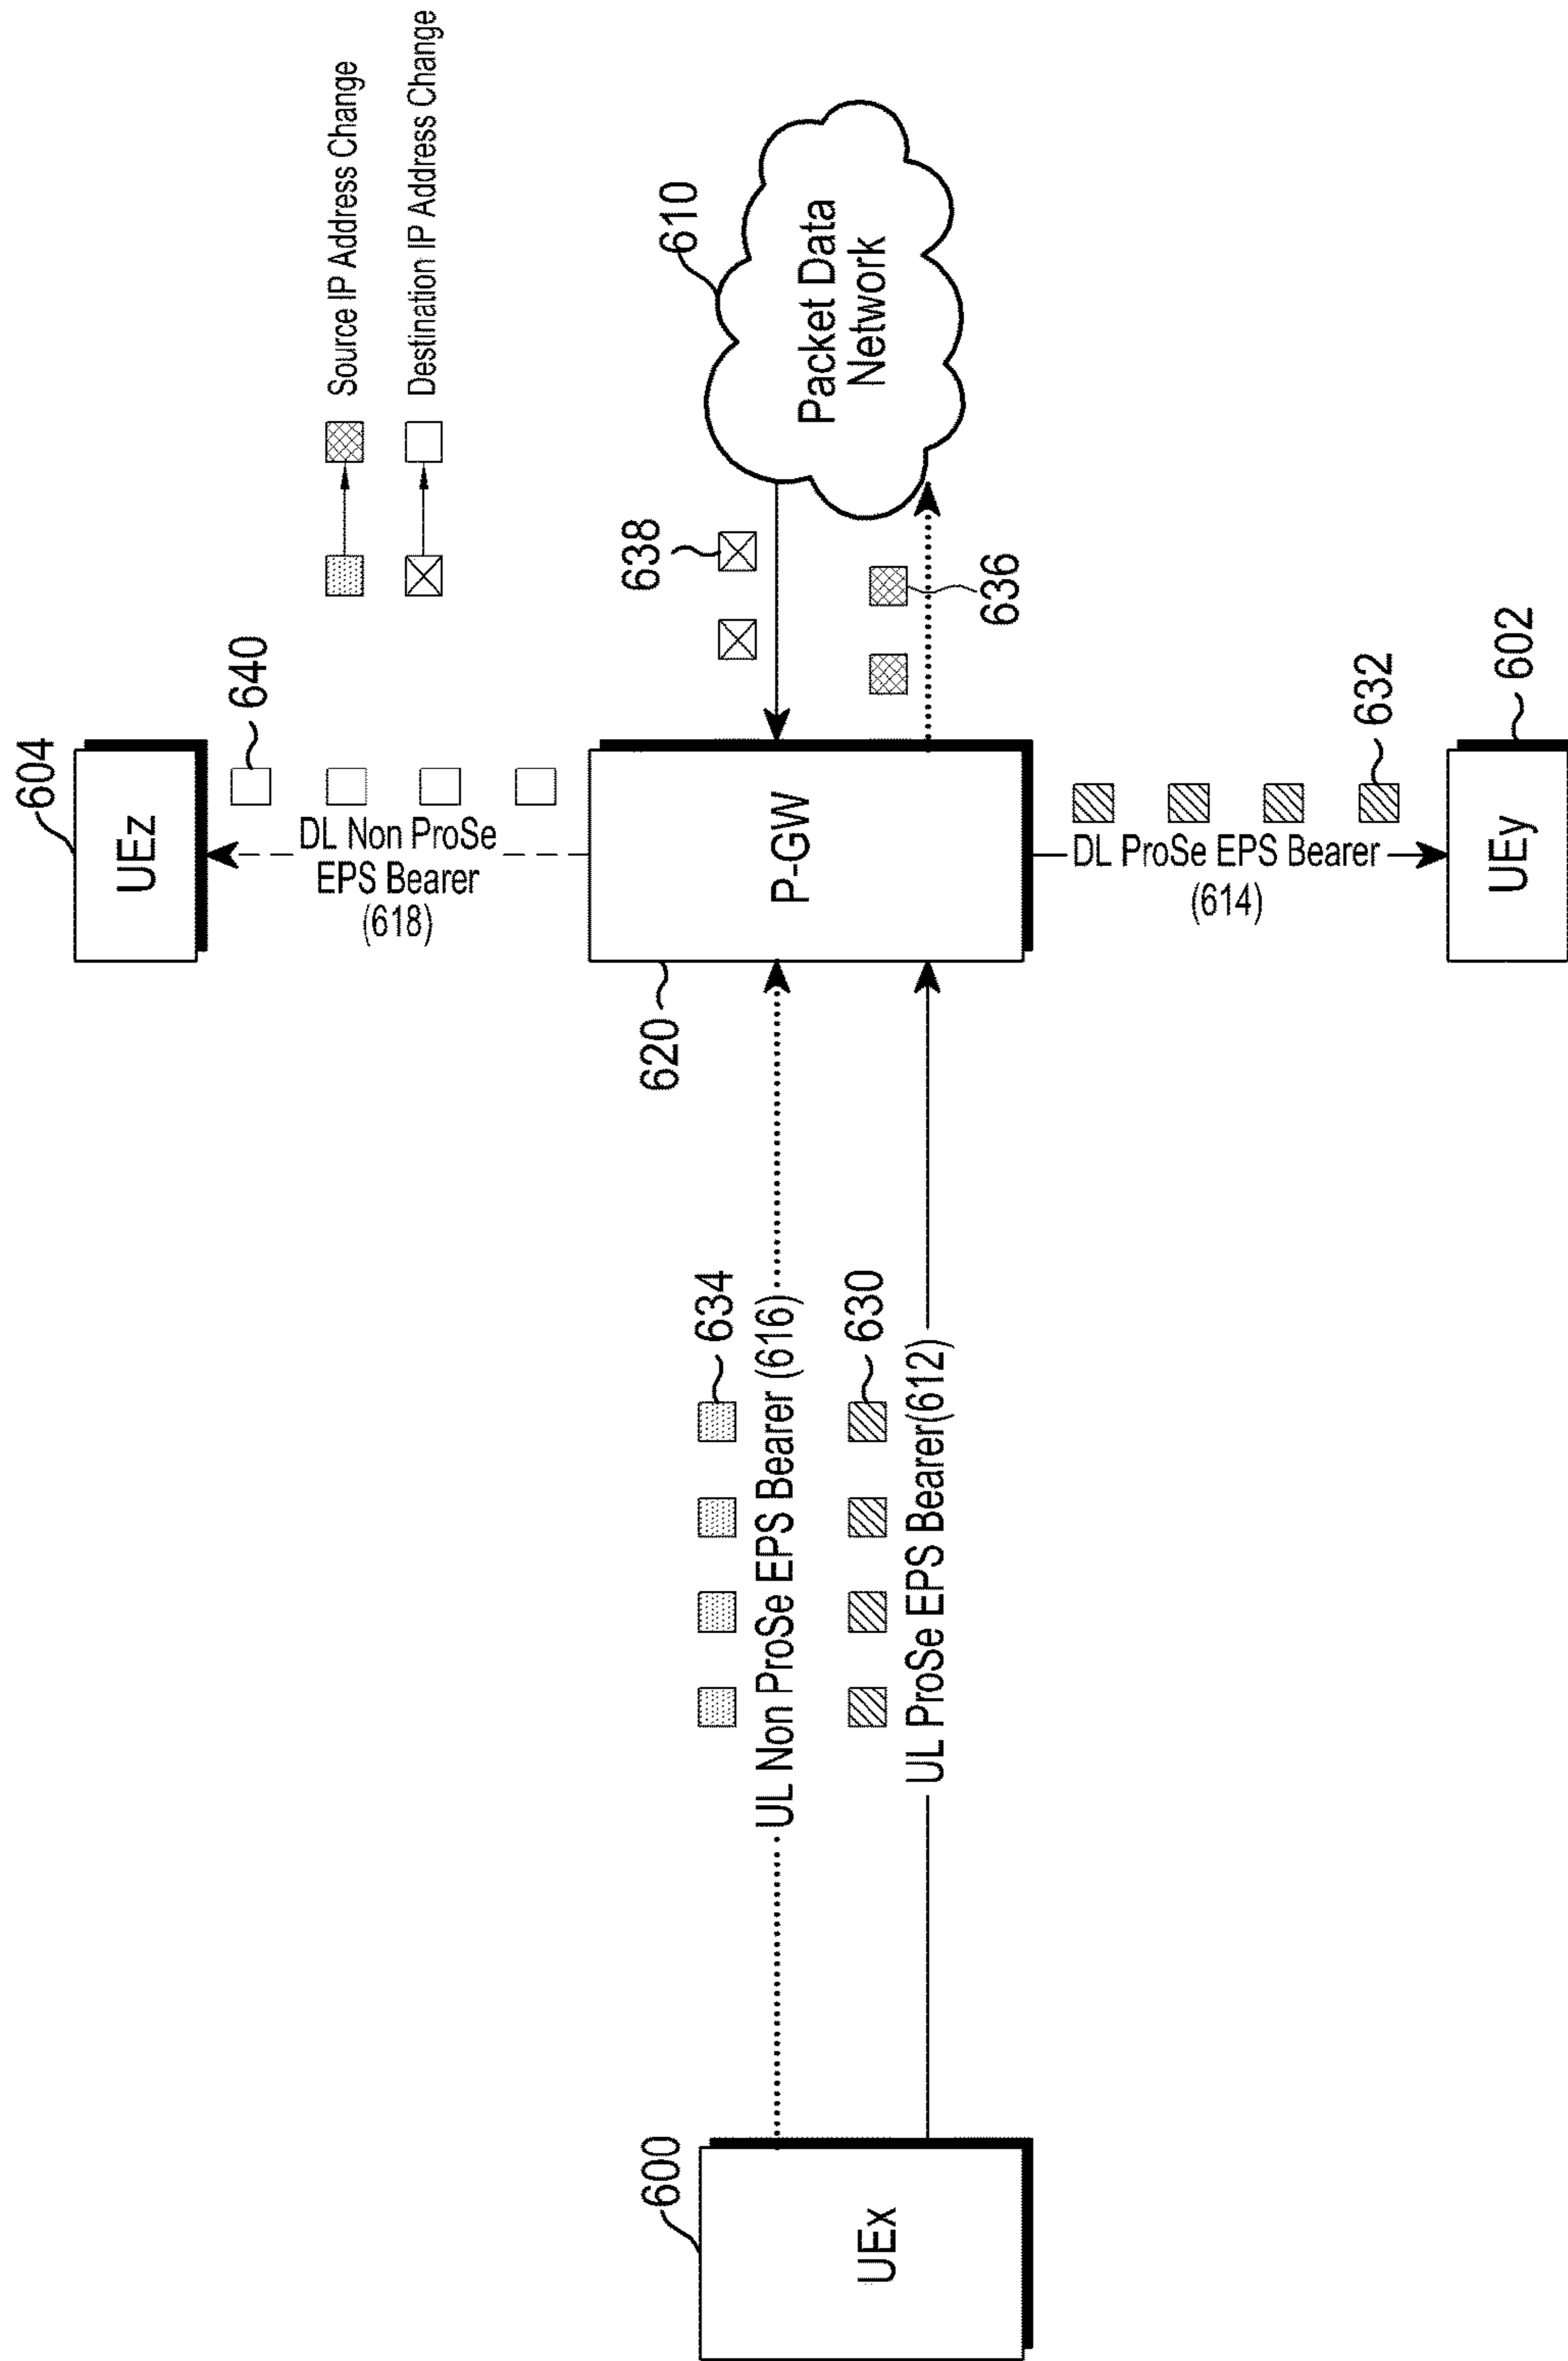 Source IP Address Change
Destination IP Address Change
604
UEz
640
DL Non ProSe
EPS Bearer
(618)
638
610
Packet Data
Network
636
620
P-GW
634
UL Non ProSe EPS Bearer (616)
630
UL ProSe EPS Bearer(612)
600
UEx
DL ProSe EPS Bearer
(614)
632
602
UEy